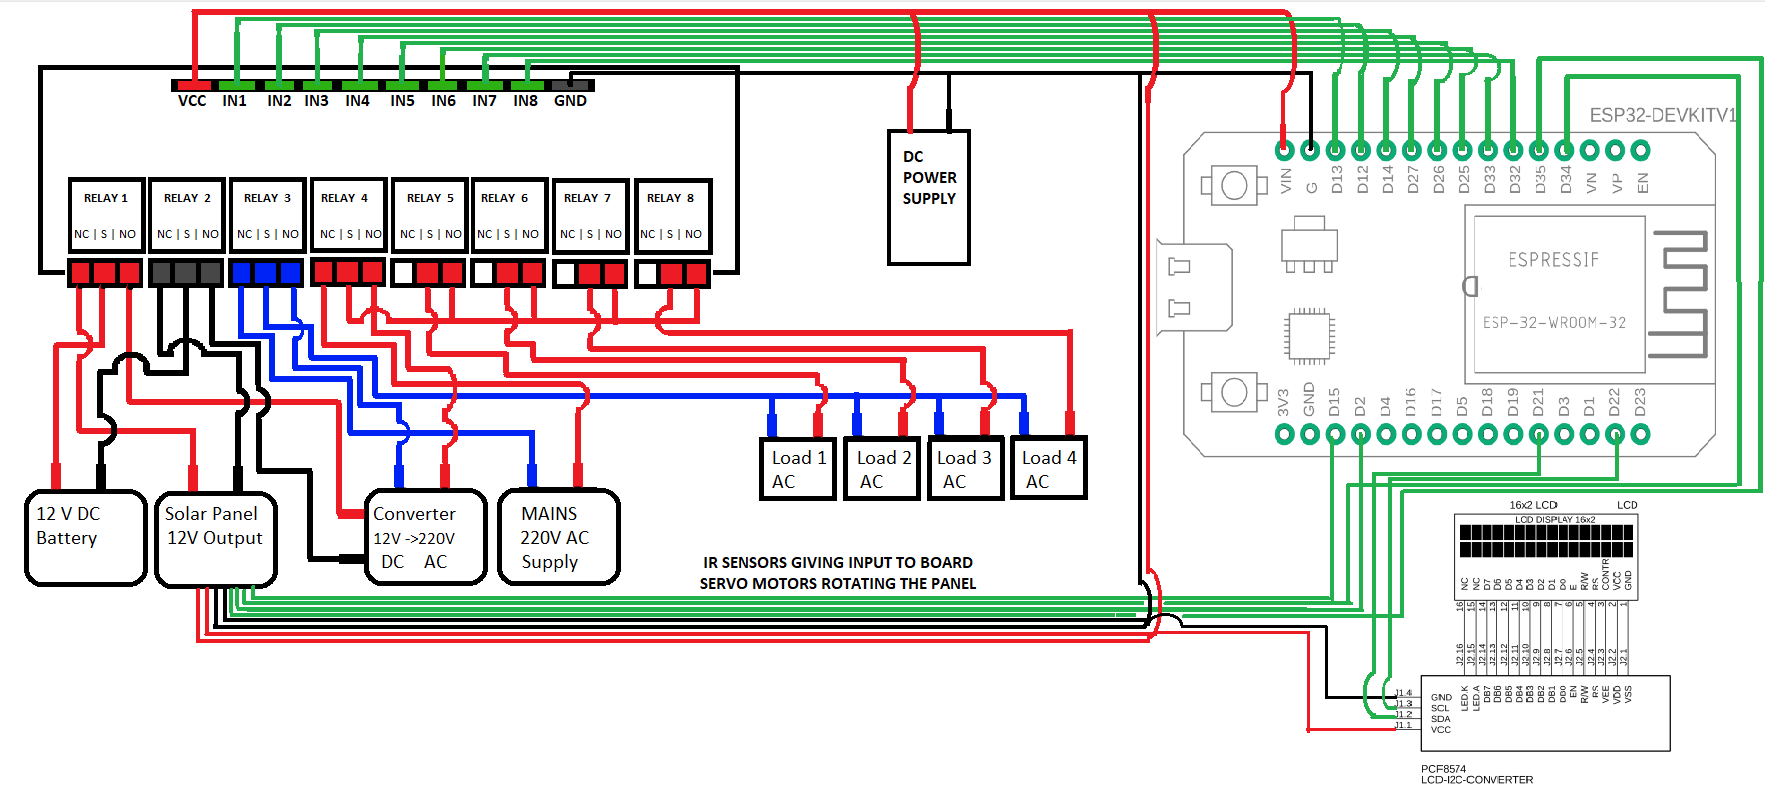 VCC IN1 IN2 IN3 IN4 IN5 IN6 IN7 IN8 GND
RELAY 1 RELAY 2 RELAY 3 RELAY 4 RELAY 5 RELAY 6 RELAY 7 RELAY 8
NC | S | NO NC | S | NO NC | S | NO NC | S | NO NC | S | NO NC | S | NO NC | S | NO NC | S | NO
DC
POWER
SUPPLY
ESP32-DEVKITV1
VIN G D13 D12 D14 D27 D26 D25 D33 D32 D35 D34 VN VP EN
ESPRESSIF
ESP-32-WROOM-32
3V3 GND D15 D2 D4 D16 D17 D5 D18 D19 D21 D3 D1 D22 D23
12 V DC
Battery
Solar Panel
12V Output
Converter
12V ->220V
DC AC
MAINS
220V AC
Supply
Load 1
AC
Load 2
AC
Load 3
AC
Load 4
AC
IR SENSORS GIVING INPUT TO BOARD
SERVO MOTORS ROTATING THE PANEL
16x2 LCD LCD
LCD DISPLAY 16x2
NC NC D7 D6 D5 D4 D3 D2 D1 D0 E R/W RS CONTR VCC GND
16 15 14 13 12 11 10 9 8 7 6 5 4 3 2 1
J2.16 J2.15 J2.14 J2.13 J2.12 J2.11 J2.10 J2.9 J2.8 J2.7 J2.6 J2.5 J2.4 J2.3 J2.2 J2.1
LED.K LED.A DB7 DB6 DB5 DB4 DB3 DB2 DB1 DB0 EN R/W RS VEE VDD VSS
J1.4 GND
J1.3 SCL
J1.2 SDA
J1.1 VCC
PCF8574
LCD-I2C-CONVERTER